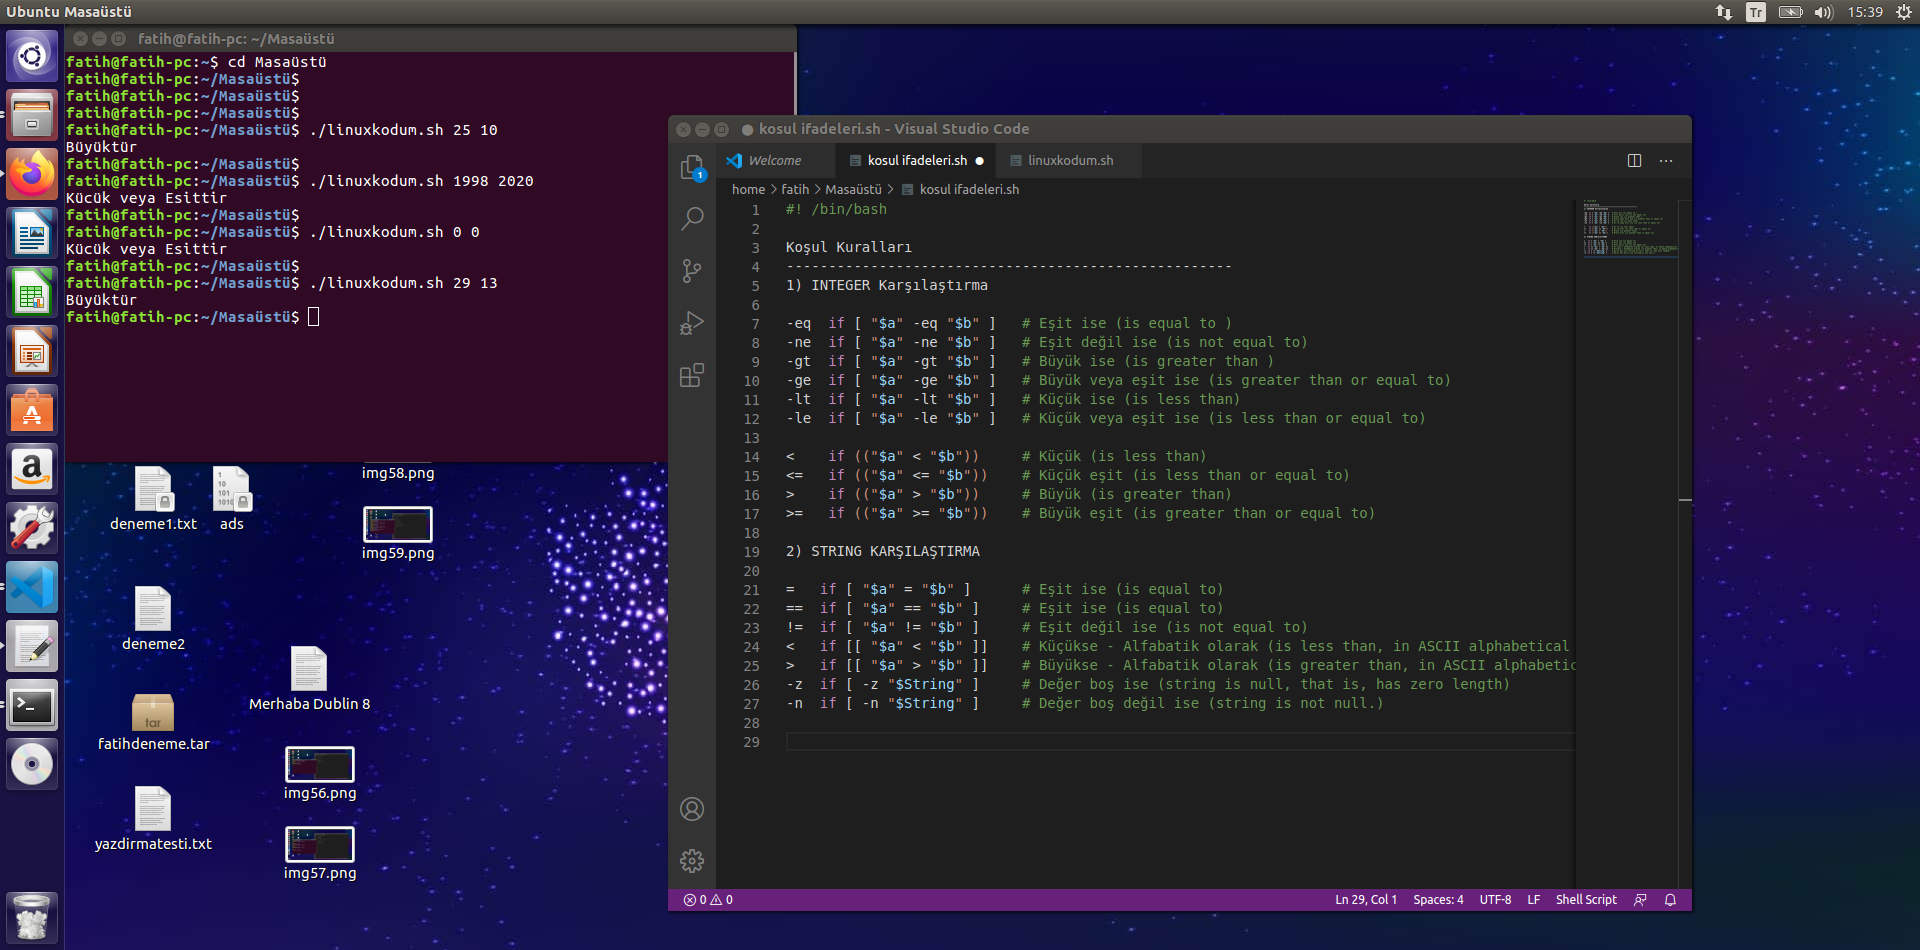 Ubuntu Masaüstü
Tr
15:39
fatih@fatih-pc: ~/Masaüstü
fatih@fatih-pc:~$ cd Masaüstü
fatih@fatih-pc:~/Masaüstü$
fatih@fatih-pc:~/Masaüstü$
fatih@fatih-pc:~/Masaüstü$
fatih@fatih-pc:~/Masaüstü$ ./linuxkodum.sh 25 10
Büyüktür
fatih@fatih-pc:~/Masaüstü$
fatih@fatih-pc:~/Masaüstü$ ./linuxkodum.sh 1998 2020
Kücük veya Esittir
fatih@fatih-pc:~/Masaüstü$
fatih@fatih-pc:~/Masaüstü$ ./linuxkodum.sh 0 0
Kücük veya Esittir
fatih@fatih-pc:~/Masaüstü$
fatih@fatih-pc:~/Masaüstü$ ./linuxkodum.sh 29 13
Büyüktür
fatih@fatih-pc:~/Masaüstü$
img58.png
deneme1.txt
ads
img59.png
deneme2
Merhaba Dublin 8
tar
fatihdeneme.tar
img56.png
yazdirmatesti.txt
img57.png
● kosul ifadeleri.sh - Visual Studio Code
Welcome
kosul ifadeleri.sh ●
linuxkodum.sh
···
1
home > fatih > Masaüstü > kosul ifadeleri.sh
1 #! /bin/bash
2
3 Koşul Kuralları
4 -----------------------------------------------------
5 1) INTEGER Karşılaştırma
6
7 -eq  if [ "$a" -eq "$b" ]   # Eşit ise (is equal to )
8 -ne  if [ "$a" -ne "$b" ]   # Eşit değil ise (is not equal to)
9 -gt  if [ "$a" -gt "$b" ]   # Büyük ise (is greater than )
10 -ge  if [ "$a" -ge "$b" ]   # Büyük veya eşit ise (is greater than or equal to)
11 -lt  if [ "$a" -lt "$b" ]   # Küçük ise (is less than)
12 -le  if [ "$a" -le "$b" ]   # Küçük veya eşit ise (is less than or equal to)
13
14 <    if (("$a" < "$b"))     # Küçük (is less than)
15 <=   if (("$a" <= "$b"))    # Küçük eşit (is less than or equal to)
16 >    if (("$a" > "$b"))     # Büyük (is greater than)
17 >=   if (("$a" >= "$b"))    # Büyük eşit (is greater than or equal to)
18
19 2) STRING KARŞILAŞTIRMA
20
21 =   if [ "$a" = "$b" ]      # Eşit ise (is equal to)
22 ==  if [ "$a" == "$b" ]     # Eşit ise (is equal to)
23 !=  if [ "$a" != "$b" ]     # Eşit değil ise (is not equal to)
24 <   if [[ "$a" < "$b" ]]    # Küçükse - Alfabatik olarak (is less than, in ASCII alphabetical
25 >   if [[ "$a" > "$b" ]]    # Büyükse - Alfabatik olarak (is greater than, in ASCII alphabetic
26 -z  if [ -z "$String" ]     # Değer boş ise (string is null, that is, has zero length)
27 -n  if [ -n "$String" ]     # Değer boş değil ise (string is not null.)
28
29
0 0
Ln 29, Col 1
Spaces: 4
UTF-8
LF
Shell Script